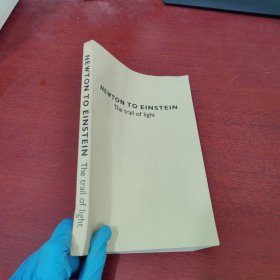 NEWTON TO EINSTEIN
The trail of light
NEWTON TO EINSTEIN The trail of light